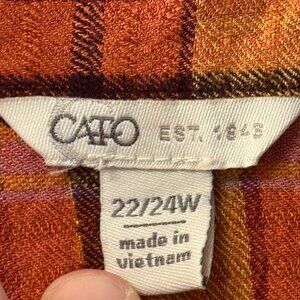 CATO EST. 1946
22/24W
made in
vietnam